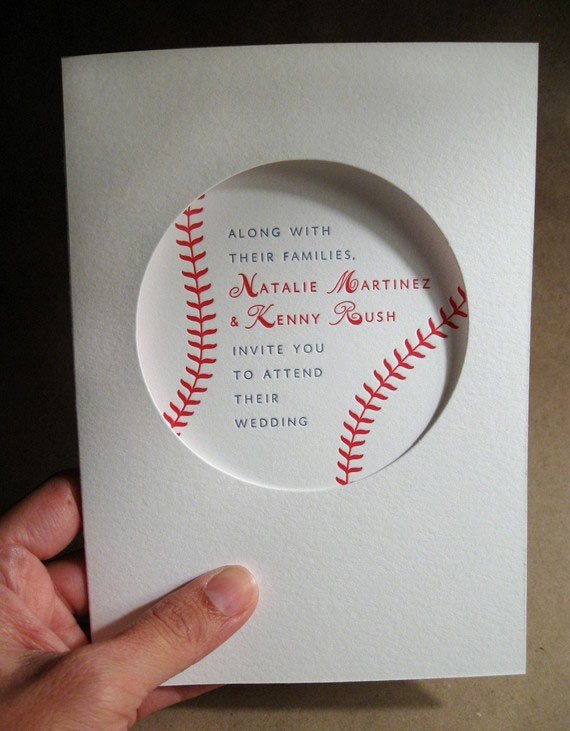 ALONG WITH
THEIR FAMILIES,
NATALIE MARTINEZ
& KENNY RUSH
INVITE YOU
TO ATTEND
THEIR
WEDDING